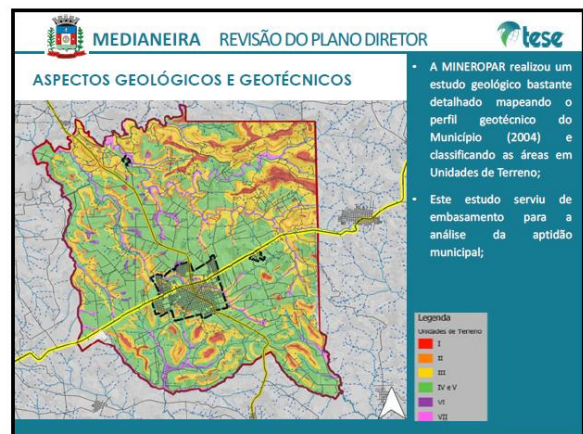 MEDIANEIRA REVISÃO DO PLANO DIRETOR
tese
ASPECTOS GEOLÓGICOS E GEOTÉCNICOS
• A MINEROPAR realizou um
estudo geológico bastante
detalhado mapeando o
perfil geotécnico do
Município (2004) e
classificando as áreas em
Unidades de Terreno;
• Este estudo serviu de
embasamento para a
análise da aptidão
municipal;
Legenda
Unidades de Terreno
I
II
III
IV e V
VI
VII